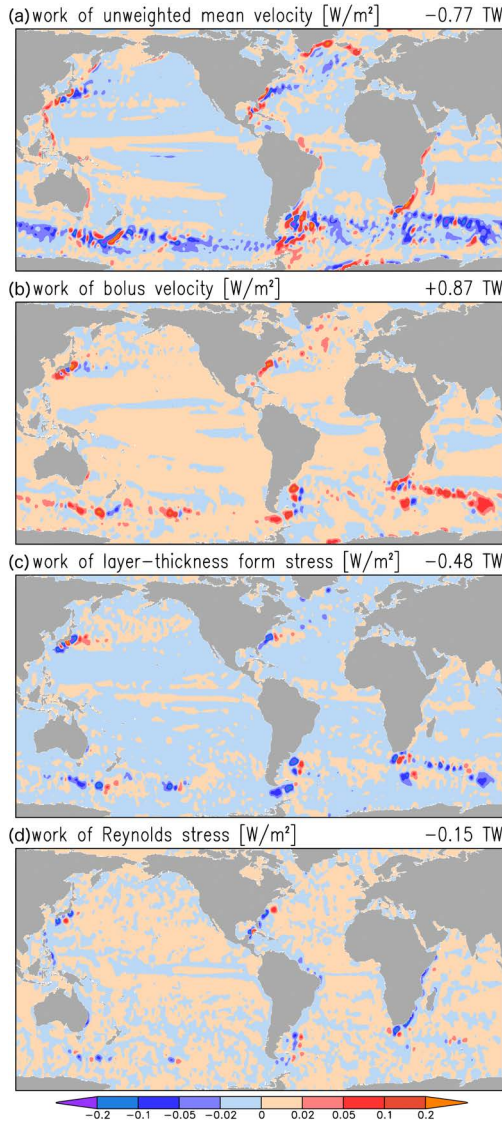 (a) work of unweighted mean velocity [W/m²] −0.77 TW
(b) work of bolus velocity [W/m²] +0.87 TW
(c) work of layer-thickness form stress [W/m²] −0.48 TW
(d) work of Reynolds stress [W/m²] −0.15 TW
−0.2 −0.1 −0.05 −0.02 0 0.02 0.05 0.1 0.2